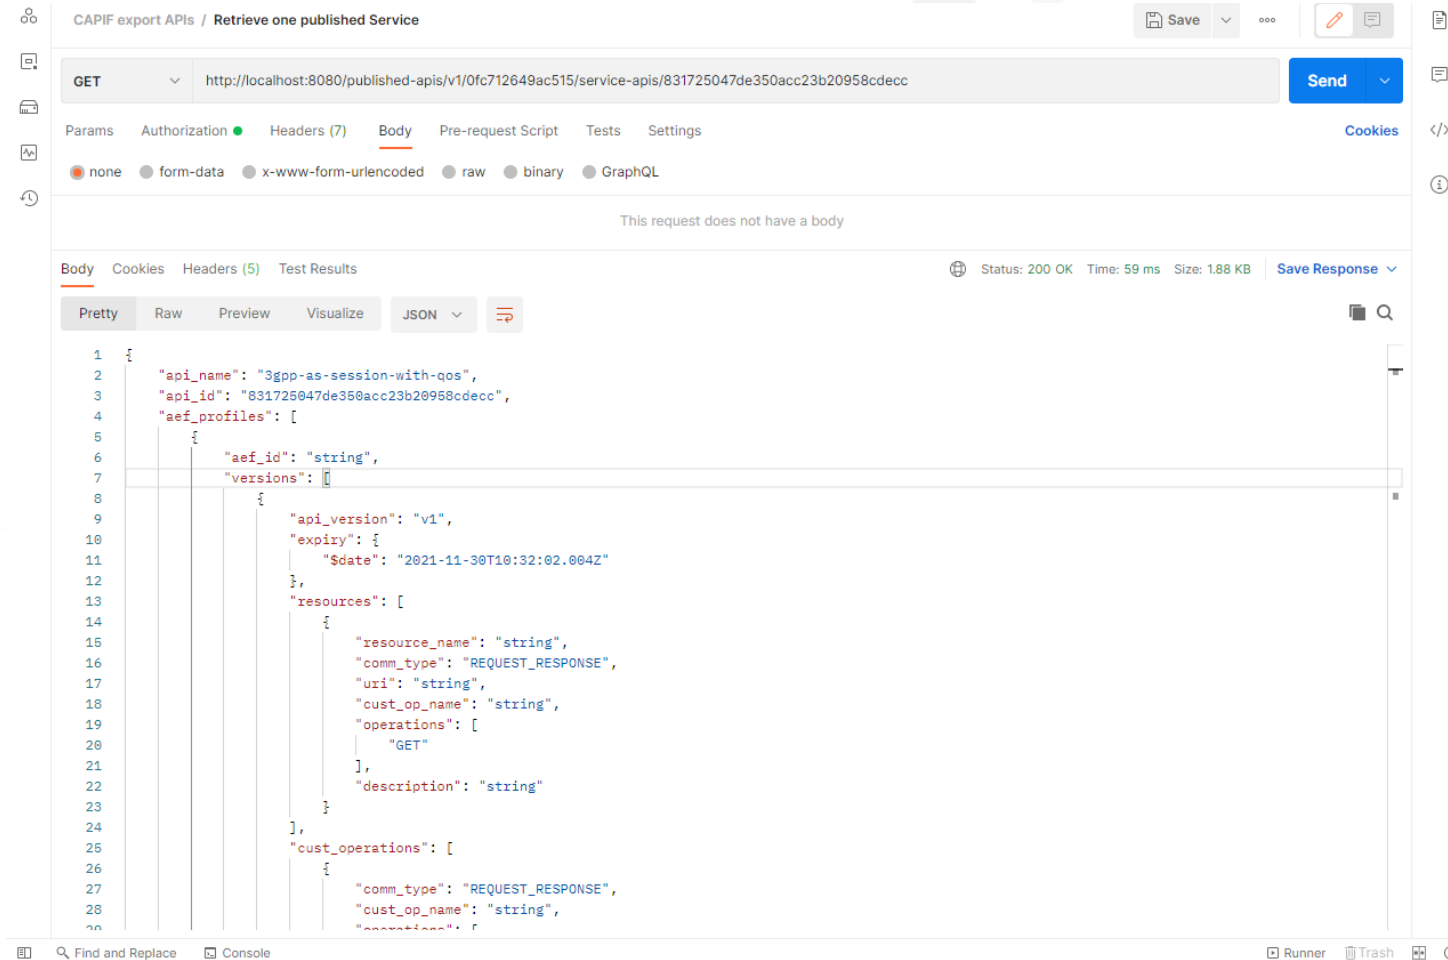 CAPIF export APIs / Retrieve one published Service
Save
GET http://localhost:8080/published-apis/v1/0fc712649ac515/service-apis/831725047de350acc23b20958cdecc Send
Params Authorization Headers (7) Body Pre-request Script Tests Settings Cookies
none form-data x-www-form-urlencoded raw binary GraphQL
This request does not have a body
Body Cookies Headers (5) Test Results Status: 200 OK Time: 59 ms Size: 1.88 KB Save Response
Pretty Raw Preview Visualize JSON
1 {
2 "api_name": "3gpp-as-session-with-qos",
3 "api_id": "831725047de350acc23b20958cdecc",
4 "aef_profiles": [
5 {
6 "aef_id": "string",
7 "versions": [
8 {
9 "api_version": "v1",
10 "expiry": {
11 "$date": "2021-11-30T10:32:02.004Z"
12 },
13 "resources": [
14 {
15 "resource_name": "string",
16 "comm_type": "REQUEST_RESPONSE",
17 "uri": "string",
18 "cust_op_name": "string",
19 "operations": [
20 "GET"
21 ],
22 "description": "string"
23 }
24 ],
25 "cust_operations": [
26 {
27 "comm_type": "REQUEST_RESPONSE",
28 "cust_op_name": "string",
29 "operations": [
Find and Replace Console Runner Trash